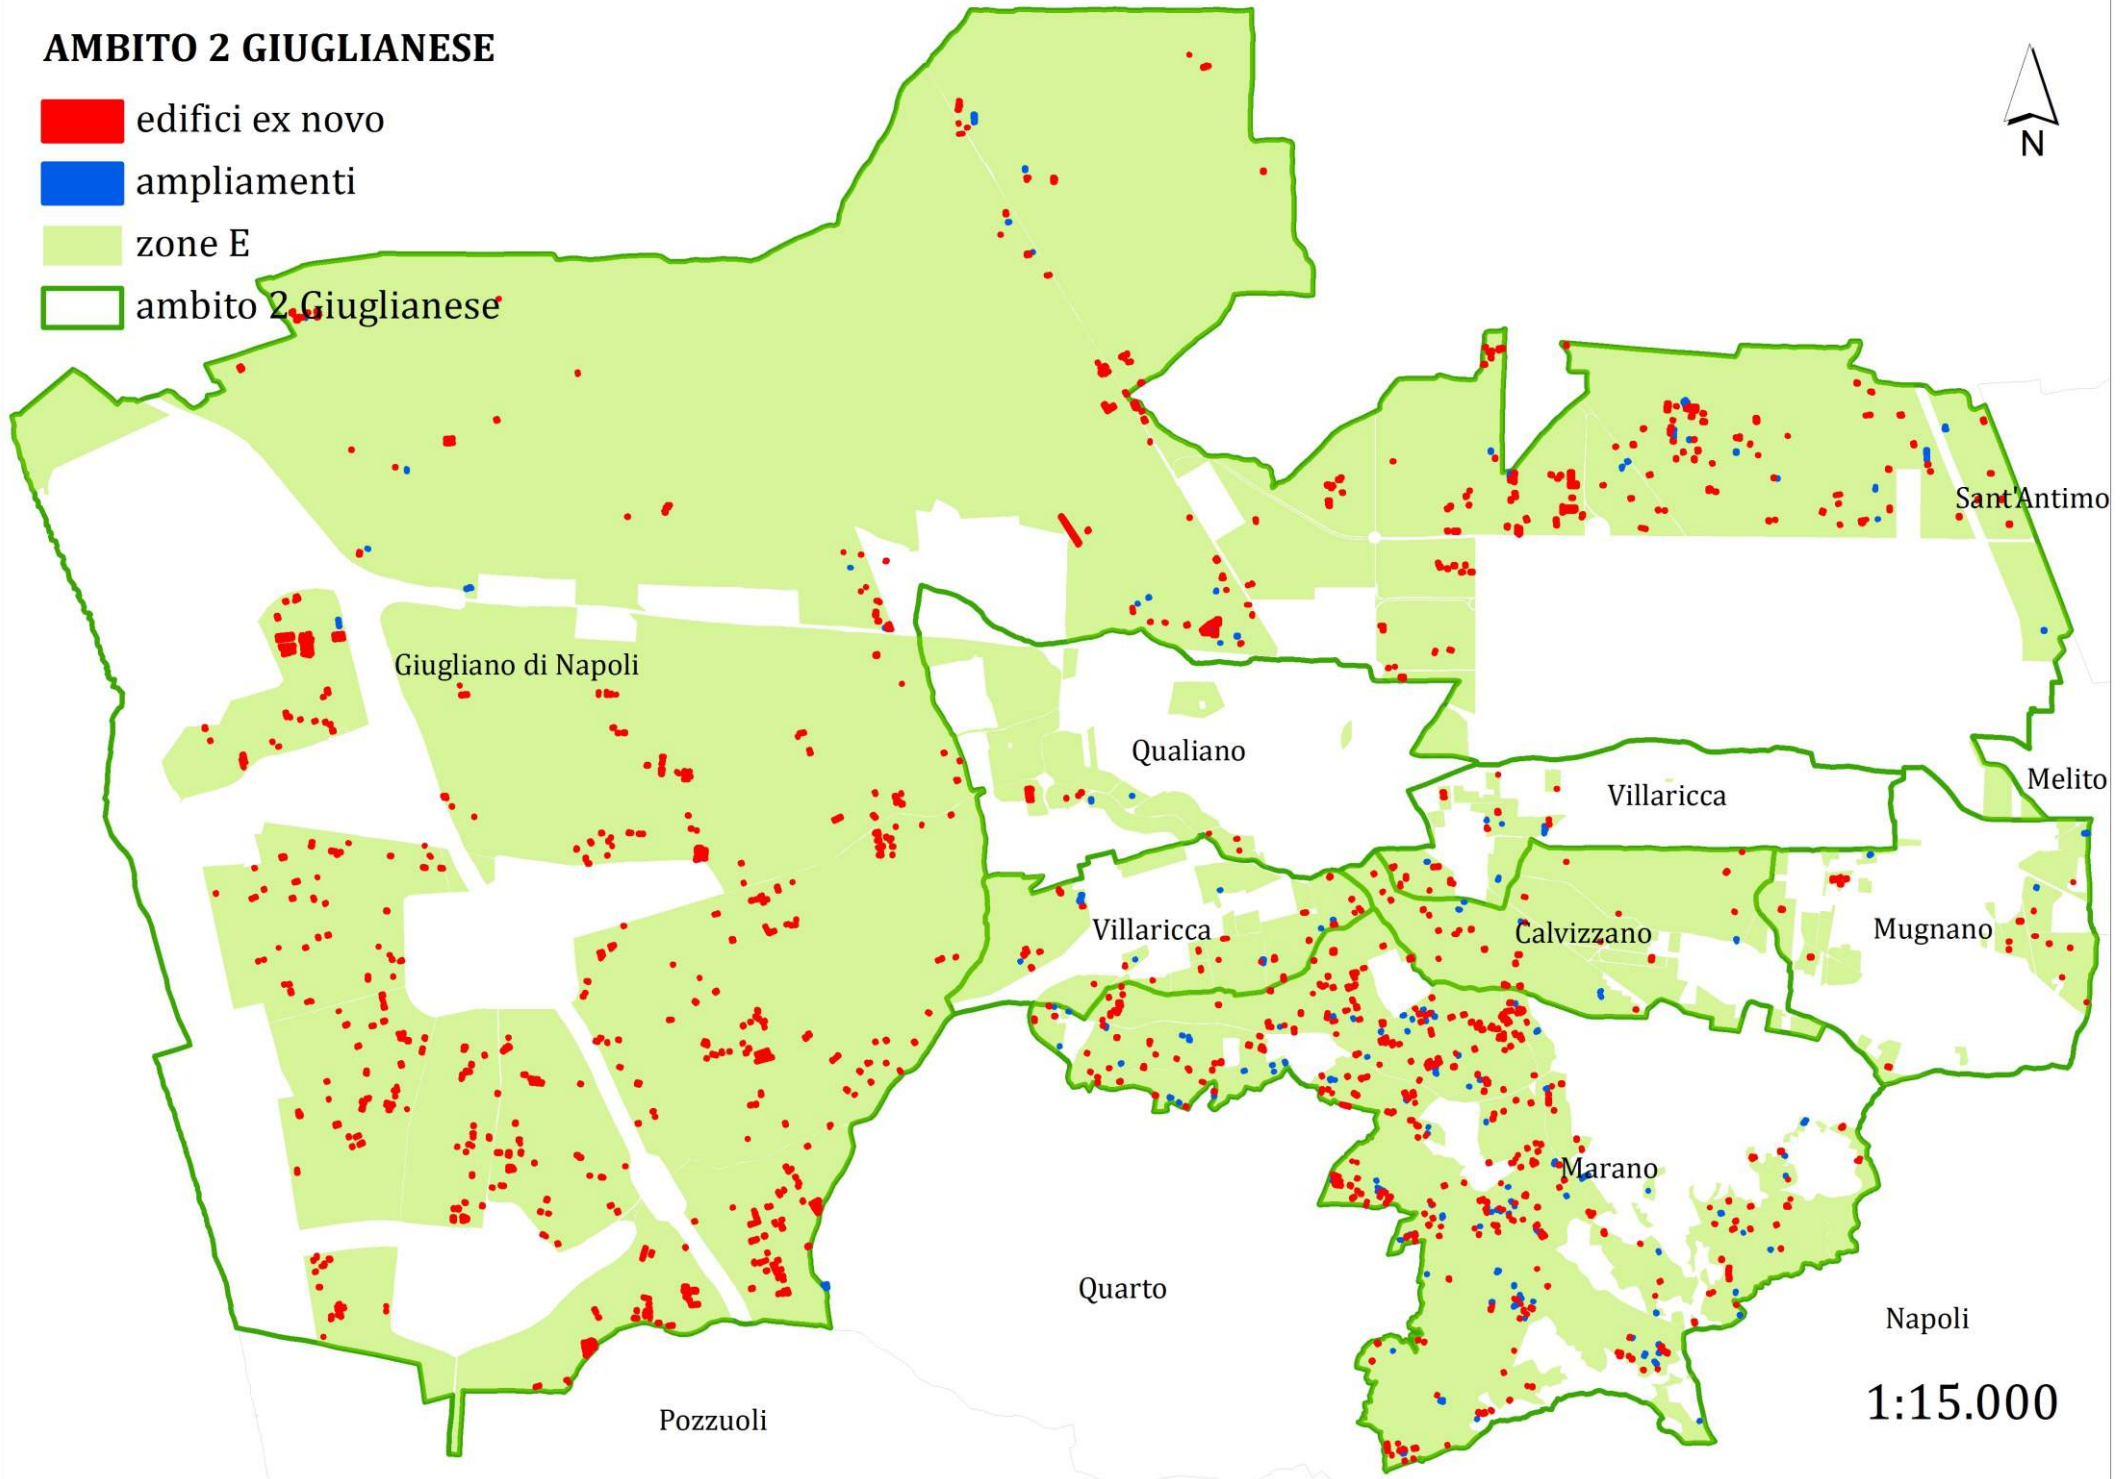 AMBITO 2 GIUGLIANESE
edifici ex novo
ampliamenti
zone E
ambito 2 Giuglianese
N
Sant'Antimo
Giugliano di Napoli
Qualiano
Villaricca
Melito
Villaricca
Calvizzano
Mugnano
Marano
Quarto
Napoli
Pozzuoli
1:15.000